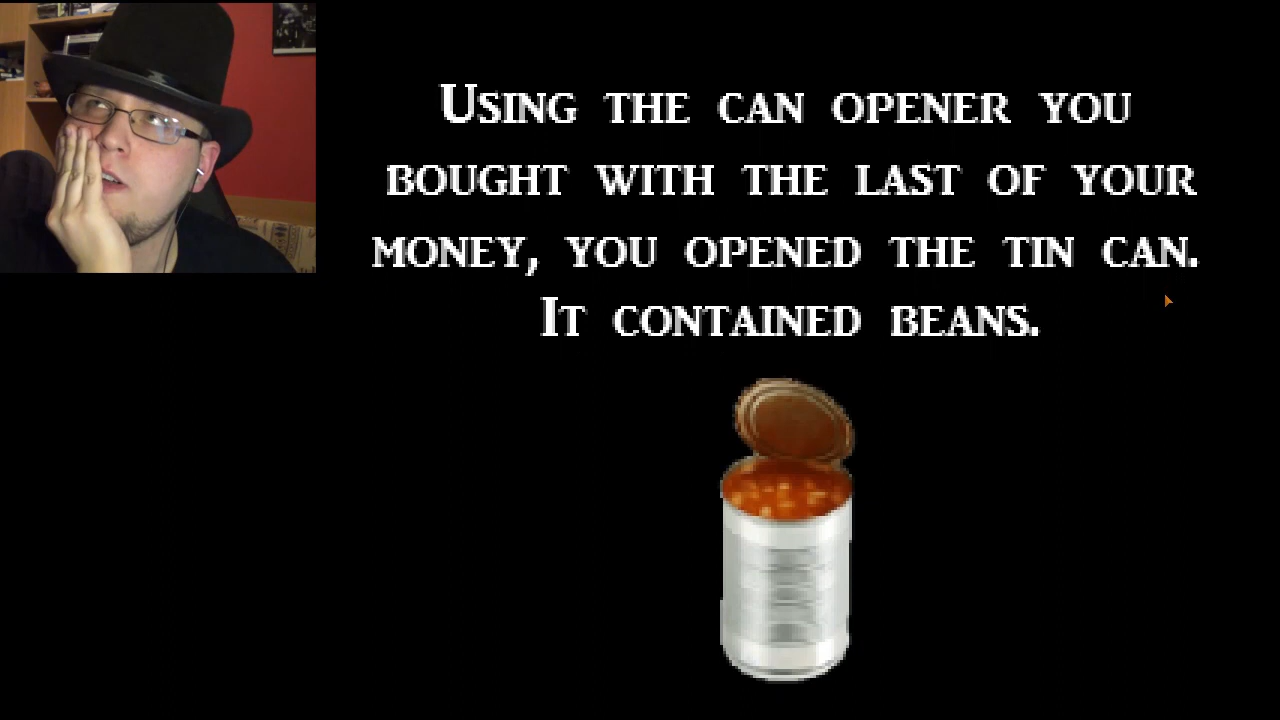 Using the can opener you
bought with the last of your
money, you opened the tin can.
It contained beans.